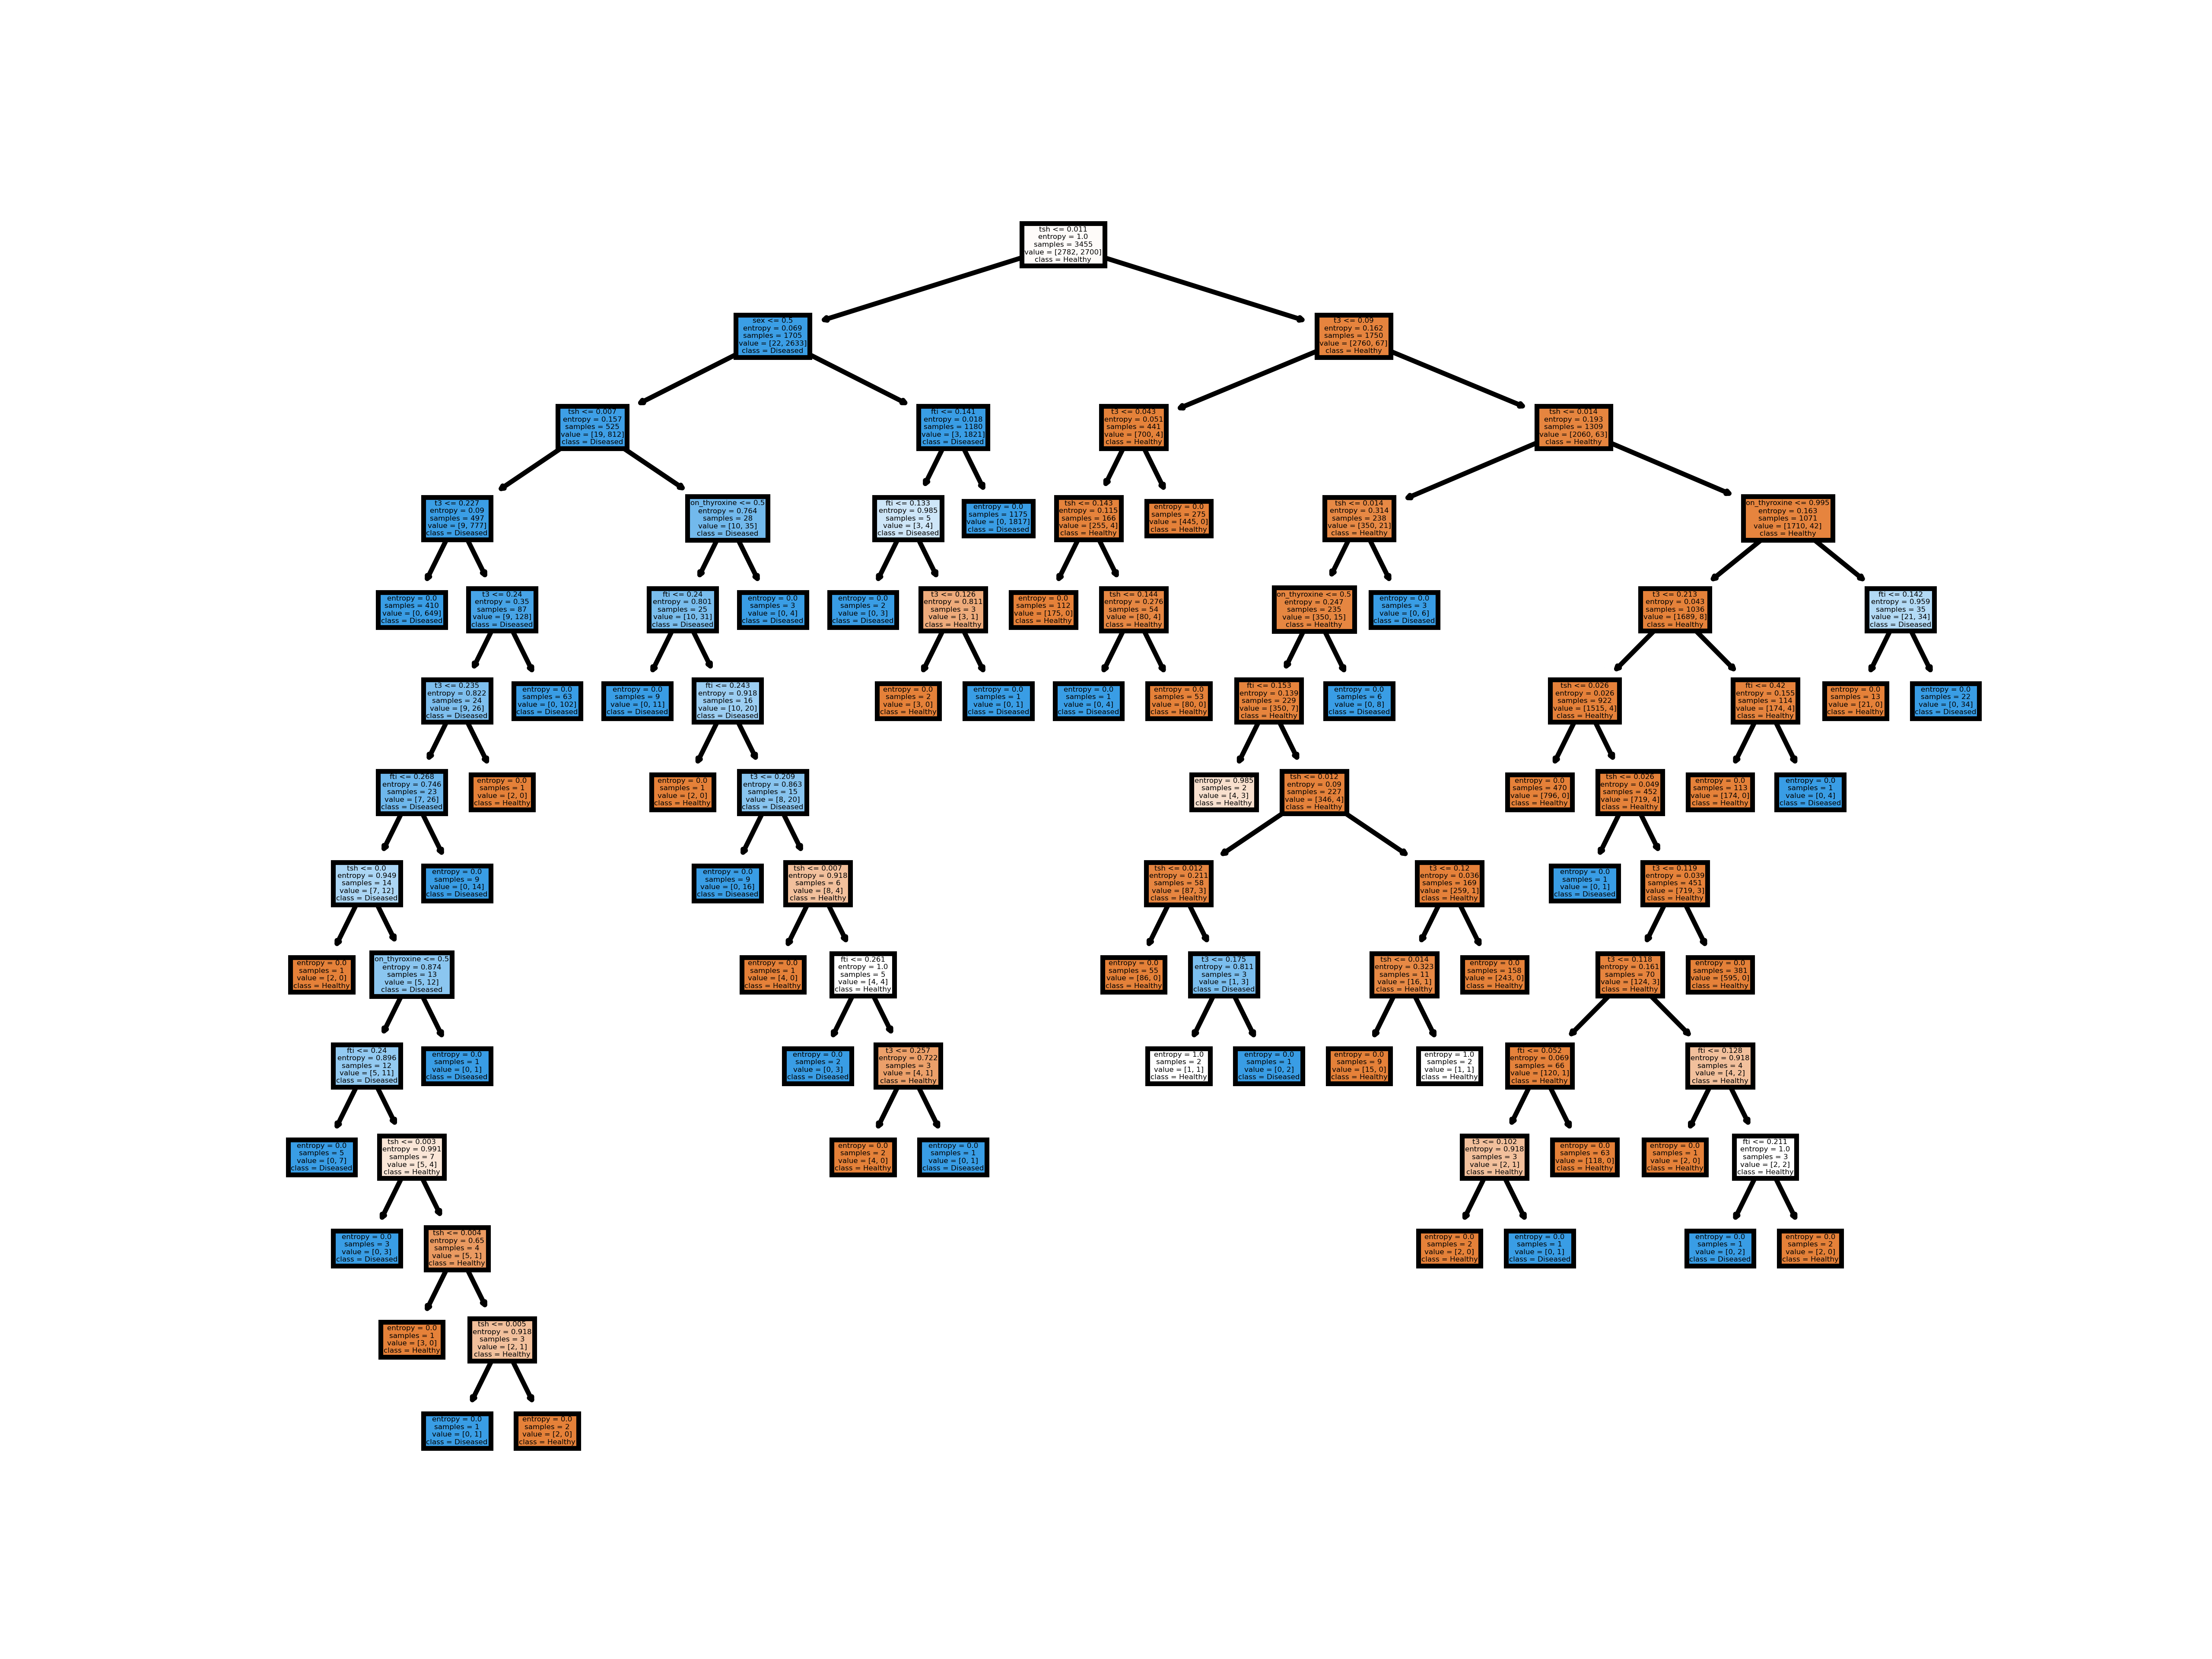 tsh <= 0.011
entropy = 1.0
samples = 3455
value = [2782, 2700]
class = Healthy
sex <= 0.5
entropy = 0.069
samples = 1705
value = [22, 2633]
class = Diseased
t3 <= 0.09
entropy = 0.162
samples = 1750
value = [2760, 67]
class = Healthy
tsh <= 0.007
entropy = 0.157
samples = 525
value = [19, 812]
class = Diseased
fti <= 0.141
entropy = 0.018
samples = 1180
value = [3, 1821]
class = Diseased
t3 <= 0.043
entropy = 0.051
samples = 441
value = [700, 4]
class = Healthy
tsh <= 0.014
entropy = 0.193
samples = 1309
value = [2060, 63]
class = Healthy
t3 <= 0.227
entropy = 0.09
samples = 497
value = [9, 777]
class = Diseased
on_thyroxine <= 0.5
entropy = 0.764
samples = 28
value = [10, 35]
class = Diseased
fti <= 0.133
entropy = 0.985
samples = 5
value = [3, 4]
class = Diseased
entropy = 0.0
samples = 1175
value = [0, 1817]
class = Diseased
tsh <= 0.143
entropy = 0.115
samples = 166
value = [255, 4]
class = Healthy
entropy = 0.0
samples = 275
value = [445, 0]
class = Healthy
tsh <= 0.014
entropy = 0.314
samples = 238
value = [350, 21]
class = Healthy
on_thyroxine <= 0.995
entropy = 0.163
samples = 1071
value = [1710, 42]
class = Healthy
entropy = 0.0
samples = 410
value = [0, 649]
class = Diseased
t3 <= 0.24
entropy = 0.35
samples = 87
value = [9, 128]
class = Diseased
fti <= 0.24
entropy = 0.801
samples = 25
value = [10, 31]
class = Diseased
entropy = 0.0
samples = 3
value = [0, 4]
class = Diseased
entropy = 0.0
samples = 2
value = [0, 3]
class = Diseased
t3 <= 0.126
entropy = 0.811
samples = 3
value = [3, 1]
class = Healthy
entropy = 0.0
samples = 112
value = [175, 0]
class = Healthy
tsh <= 0.144
entropy = 0.276
samples = 54
value = [80, 4]
class = Healthy
on_thyroxine <= 0.5
entropy = 0.247
samples = 235
value = [350, 15]
class = Healthy
entropy = 0.0
samples = 3
value = [0, 6]
class = Diseased
t3 <= 0.213
entropy = 0.043
samples = 1036
value = [1689, 8]
class = Healthy
fti <= 0.142
entropy = 0.959
samples = 35
value = [21, 34]
class = Diseased
t3 <= 0.235
entropy = 0.822
samples = 24
value = [9, 26]
class = Diseased
entropy = 0.0
samples = 63
value = [0, 102]
class = Diseased
entropy = 0.0
samples = 9
value = [0, 11]
class = Diseased
fti <= 0.243
entropy = 0.918
samples = 16
value = [10, 20]
class = Diseased
entropy = 0.0
samples = 2
value = [3, 0]
class = Healthy
entropy = 0.0
samples = 1
value = [0, 1]
class = Diseased
entropy = 0.0
samples = 1
value = [0, 4]
class = Diseased
entropy = 0.0
samples = 53
value = [80, 0]
class = Healthy
fti <= 0.153
entropy = 0.139
samples = 229
value = [350, 7]
class = Healthy
entropy = 0.0
samples = 6
value = [0, 8]
class = Diseased
tsh <= 0.026
entropy = 0.026
samples = 922
value = [1515, 4]
class = Healthy
fti <= 0.42
entropy = 0.155
samples = 114
value = [174, 4]
class = Healthy
entropy = 0.0
samples = 13
value = [21, 0]
class = Healthy
entropy = 0.0
samples = 22
value = [0, 34]
class = Diseased
fti <= 0.268
entropy = 0.746
samples = 23
value = [7, 26]
class = Diseased
entropy = 0.0
samples = 1
value = [2, 0]
class = Healthy
entropy = 0.0
samples = 1
value = [2, 0]
class = Healthy
t3 <= 0.209
entropy = 0.863
samples = 15
value = [8, 20]
class = Diseased
entropy = 0.985
samples = 2
value = [4, 3]
class = Healthy
tsh <= 0.012
entropy = 0.09
samples = 227
value = [346, 4]
class = Healthy
entropy = 0.0
samples = 470
value = [796, 0]
class = Healthy
tsh <= 0.026
entropy = 0.049
samples = 452
value = [719, 4]
class = Healthy
entropy = 0.0
samples = 113
value = [174, 0]
class = Healthy
entropy = 0.0
samples = 1
value = [0, 4]
class = Diseased
tsh <= 0.0
entropy = 0.949
samples = 14
value = [7, 12]
class = Diseased
entropy = 0.0
samples = 9
value = [0, 14]
class = Diseased
entropy = 0.0
samples = 9
value = [0, 16]
class = Diseased
tsh <= 0.007
entropy = 0.918
samples = 6
value = [8, 4]
class = Healthy
tsh <= 0.012
entropy = 0.211
samples = 58
value = [87, 3]
class = Healthy
t3 <= 0.12
entropy = 0.036
samples = 169
value = [259, 1]
class = Healthy
entropy = 0.0
samples = 1
value = [0, 1]
class = Diseased
t3 <= 0.119
entropy = 0.039
samples = 451
value = [719, 3]
class = Healthy
entropy = 0.0
samples = 1
value = [2, 0]
class = Healthy
on_thyroxine <= 0.5
entropy = 0.874
samples = 13
value = [5, 12]
class = Diseased
entropy = 0.0
samples = 1
value = [4, 0]
class = Healthy
fti <= 0.261
entropy = 1.0
samples = 5
value = [4, 4]
class = Healthy
entropy = 0.0
samples = 55
value = [86, 0]
class = Healthy
t3 <= 0.175
entropy = 0.811
samples = 3
value = [1, 3]
class = Diseased
tsh <= 0.014
entropy = 0.323
samples = 11
value = [16, 1]
class = Healthy
entropy = 0.0
samples = 158
value = [243, 0]
class = Healthy
t3 <= 0.118
entropy = 0.161
samples = 70
value = [124, 3]
class = Healthy
entropy = 0.0
samples = 381
value = [595, 0]
class = Healthy
fti <= 0.24
entropy = 0.896
samples = 12
value = [5, 11]
class = Diseased
entropy = 0.0
samples = 1
value = [0, 1]
class = Diseased
entropy = 0.0
samples = 2
value = [0, 3]
class = Diseased
t3 <= 0.257
entropy = 0.722
samples = 3
value = [4, 1]
class = Healthy
entropy = 1.0
samples = 2
value = [1, 1]
class = Healthy
entropy = 0.0
samples = 1
value = [0, 2]
class = Diseased
entropy = 0.0
samples = 9
value = [15, 0]
class = Healthy
entropy = 1.0
samples = 2
value = [1, 1]
class = Healthy
fti <= 0.052
entropy = 0.069
samples = 66
value = [120, 1]
class = Healthy
fti <= 0.128
entropy = 0.918
samples = 4
value = [4, 2]
class = Healthy
entropy = 0.0
samples = 5
value = [0, 7]
class = Diseased
tsh <= 0.003
entropy = 0.991
samples = 7
value = [5, 4]
class = Healthy
entropy = 0.0
samples = 2
value = [4, 0]
class = Healthy
entropy = 0.0
samples = 1
value = [0, 1]
class = Diseased
t3 <= 0.102
entropy = 0.918
samples = 3
value = [2, 1]
class = Healthy
entropy = 0.0
samples = 63
value = [118, 0]
class = Healthy
entropy = 0.0
samples = 1
value = [2, 0]
class = Healthy
fti <= 0.211
entropy = 1.0
samples = 3
value = [2, 2]
class = Healthy
entropy = 0.0
samples = 3
value = [0, 3]
class = Diseased
tsh <= 0.004
entropy = 0.65
samples = 4
value = [5, 1]
class = Healthy
entropy = 0.0
samples = 2
value = [2, 0]
class = Healthy
entropy = 0.0
samples = 1
value = [0, 1]
class = Diseased
entropy = 0.0
samples = 1
value = [0, 2]
class = Diseased
entropy = 0.0
samples = 2
value = [2, 0]
class = Healthy
entropy = 0.0
samples = 1
value = [3, 0]
class = Healthy
tsh <= 0.005
entropy = 0.918
samples = 3
value = [2, 1]
class = Healthy
entropy = 0.0
samples = 1
value = [0, 1]
class = Diseased
entropy = 0.0
samples = 2
value = [2, 0]
class = Healthy